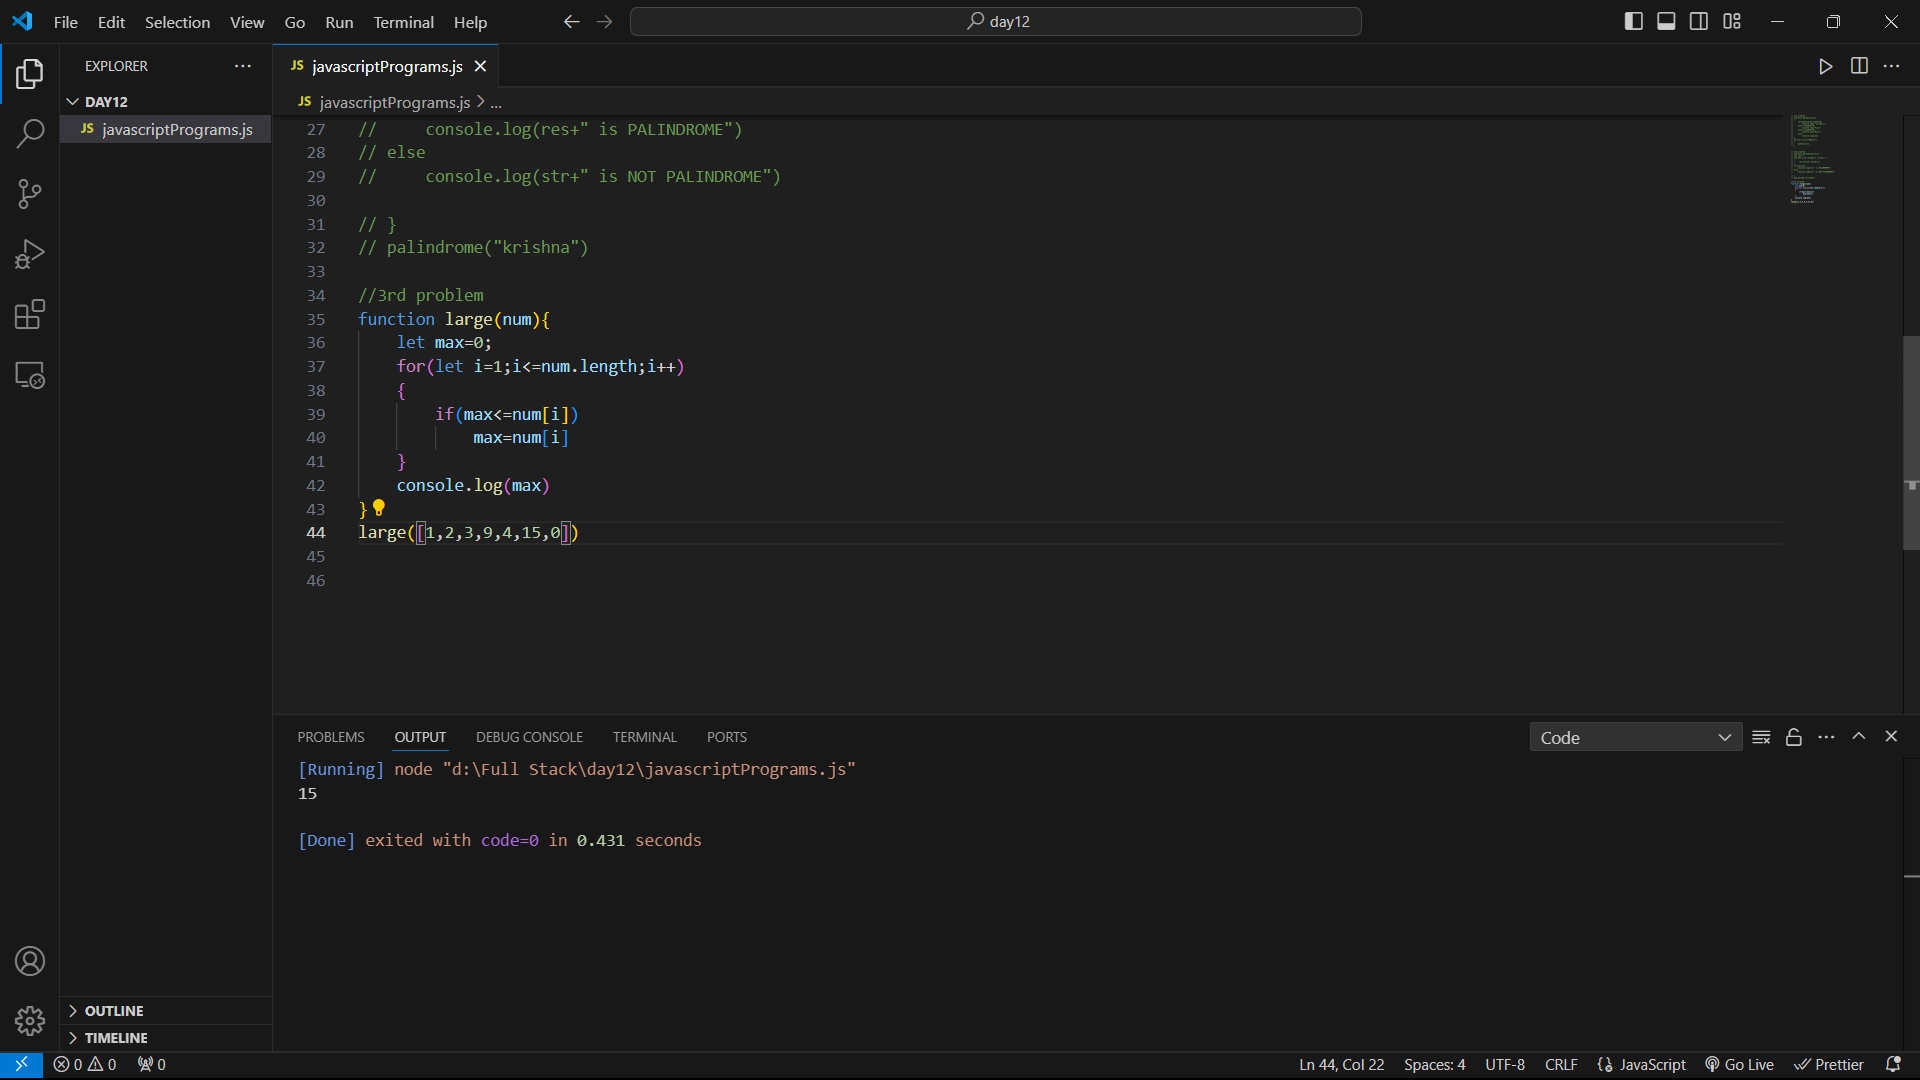 File Edit Selection View Go Run Terminal Help
day12
EXPLORER
DAY12
JS javascriptPrograms.js
JS javascriptPrograms.js
JS javascriptPrograms.js > ...
27 //     console.log(res+" is PALINDROME")
28 // else
29 //     console.log(str+" is NOT PALINDROME")
30
31 // }
32 // palindrome("krishna")
33
34 //3rd problem
35 function large(num){
36     let max=0;
37     for(let i=1;i<=num.length;i++)
38     {
39         if(max<=num[i])
40             max=num[i]
41     }
42     console.log(max)
43 }
44 large([1,2,3,9,4,15,0])
45
46
PROBLEMS OUTPUT DEBUG CONSOLE TERMINAL PORTS
Code
[Running] node "d:\Full Stack\day12\javascriptPrograms.js"
15
[Done] exited with code=0 in 0.431 seconds
OUTLINE
TIMELINE
0 0 0
Ln 44, Col 22 Spaces: 4 UTF-8 CRLF {} JavaScript Go Live Prettier